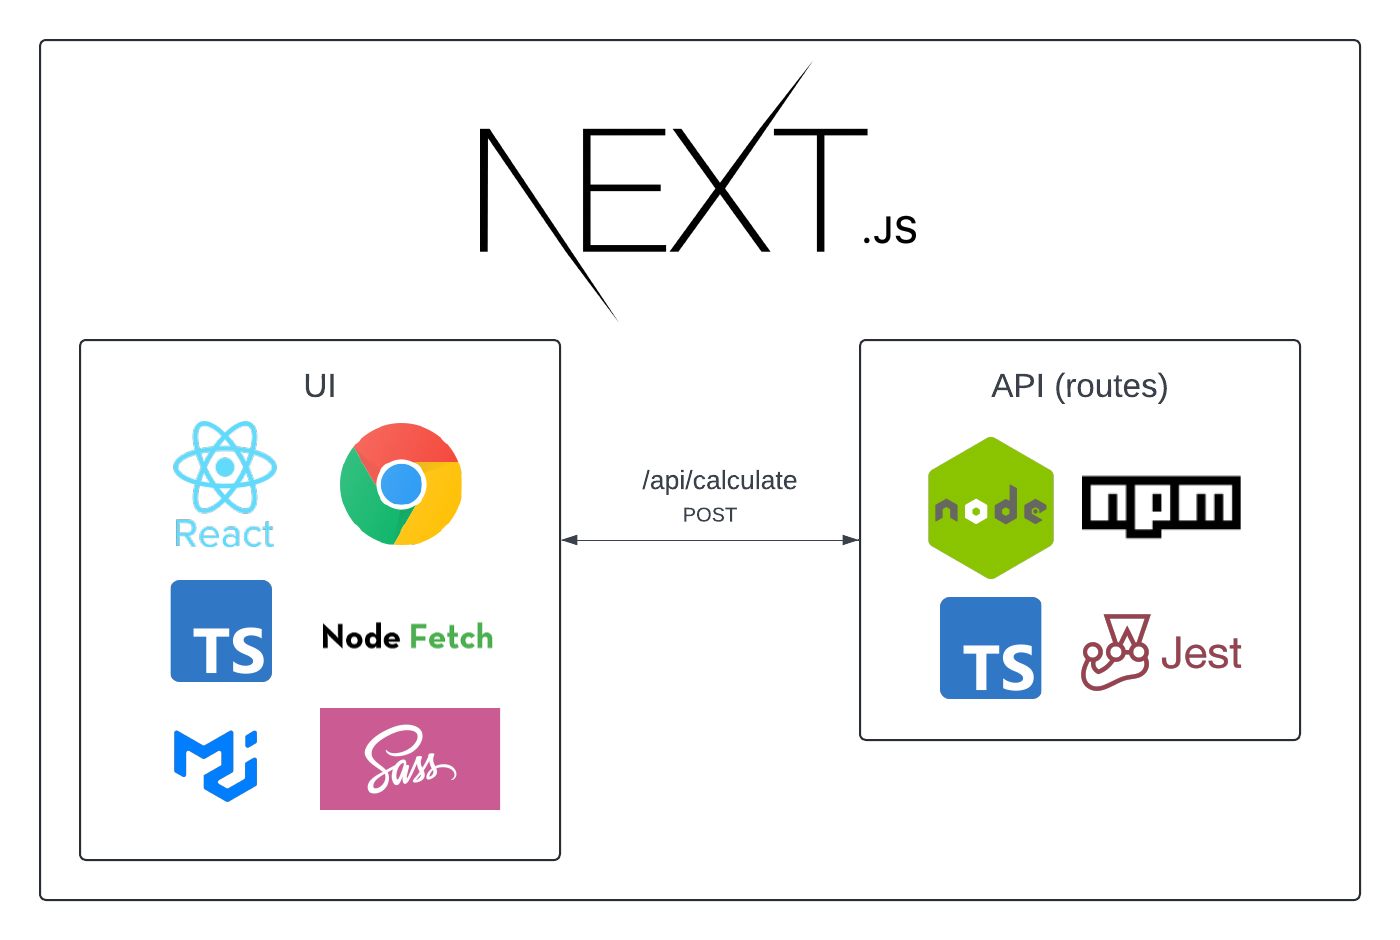 NEXT.JS
UI
React
TS
Node Fetch
Sass
/api/calculate
POST
API (routes)
node
npm
TS
Jest